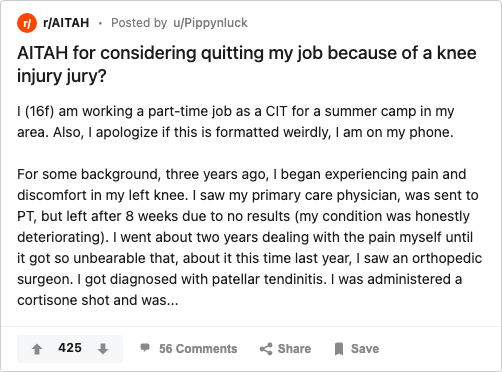 r/ r/AITAH · Posted by u/Pippynluck
AITAH for considering quitting my job because of a knee
injury jury?
I (16f) am working a part-time job as a CIT for a summer camp in my
area. Also, I apologize if this is formatted weirdly, I am on my phone.
For some background, three years ago, I began experiencing pain and
discomfort in my left knee. I saw my primary care physician, was sent to
PT, but left after 8 weeks due to no results (my condition was honestly
deteriorating). I went about two years dealing with the pain myself until
it got so unbearable that, about it this time last year, I saw an orthopedic
surgeon. I got diagnosed with patellar tendinitis. I was administered a
cortisone shot and was...
425 56 Comments Share Save